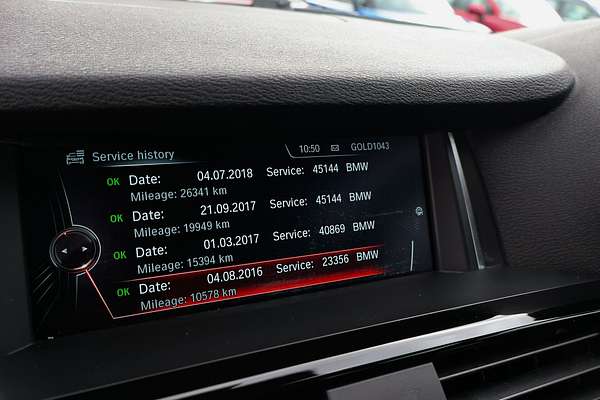 10:50 GOLD1043
Service history
OK Date: 04.07.2018 Service: 45144 BMW
Mileage: 26341 km
OK Date: 21.09.2017 Service: 45144 BMW
Mileage: 19949 km
OK Date: 01.03.2017 Service: 40869 BMW
Mileage: 15394 km
OK Date: 04.08.2016 Service: 23356 BMW
Mileage: 10578 km